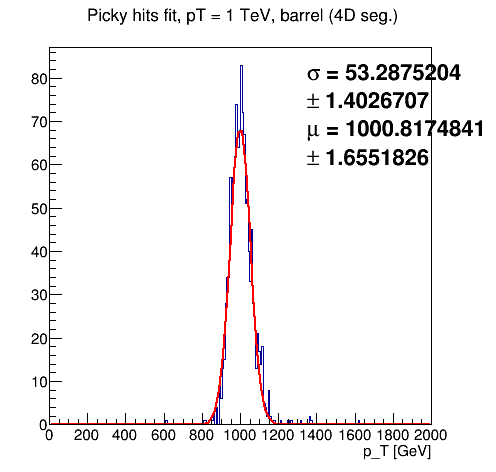 Picky hits fit, pT = 1 TeV, barrel (4D seg.)
σ = 53.2875204
± 1.4026707
μ = 1000.8174841
± 1.6551826
80
70
60
50
40
30
20
10
0
0 200 400 600 800 1000 1200 1400 1600 1800 2000
p_T [GeV]